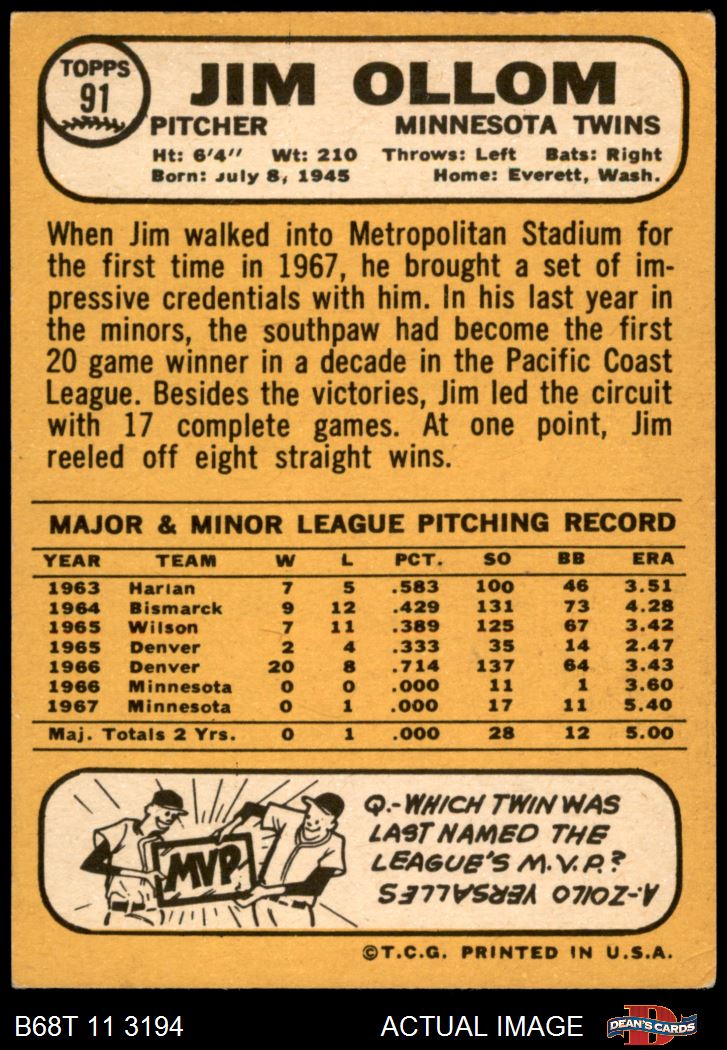 TOPPS
91
JIM OLLOM
PITCHER MINNESOTA TWINS
Ht: 6'4" Wt: 210 Throws: Left Bats: Right
Born: July 8, 1945 Home: Everett, Wash.
When Jim walked into Metropolitan Stadium for
the first time in 1967, he brought a set of im-
pressive credentials with him. In his last year in
the minors, the southpaw had become the first
20 game winner in a decade in the Pacific Coast
League. Besides the victories, Jim led the circuit
with 17 complete games. At one point, Jim
reeled off eight straight wins.
MAJOR & MINOR LEAGUE PITCHING RECORD
YEAR TEAM W L PCT. SO BB ERA
1963 Harlan 7 5 .583 100 46 3.51
1964 Bismarck 9 12 .429 131 73 4.28
1965 Wilson 7 11 .389 125 67 3.42
1965 Denver 2 4 .333 35 14 2.47
1966 Denver 20 8 .714 137 64 3.43
1966 Minnesota 0 0 .000 11 1 3.60
1967 Minnesota 0 1 .000 17 11 5.40
Maj. Totals 2 Yrs. 0 1 .000 28 12 5.00
MVP
Q.-WHICH TWIN WAS
LAST NAMED THE
LEAGUE'S M.V.P.?
A-ZOILO VERSALLES
©T.C.G. PRINTED IN U.S.A.
B68T 11 3194 ACTUAL IMAGE
D
DEAN'S CARDS